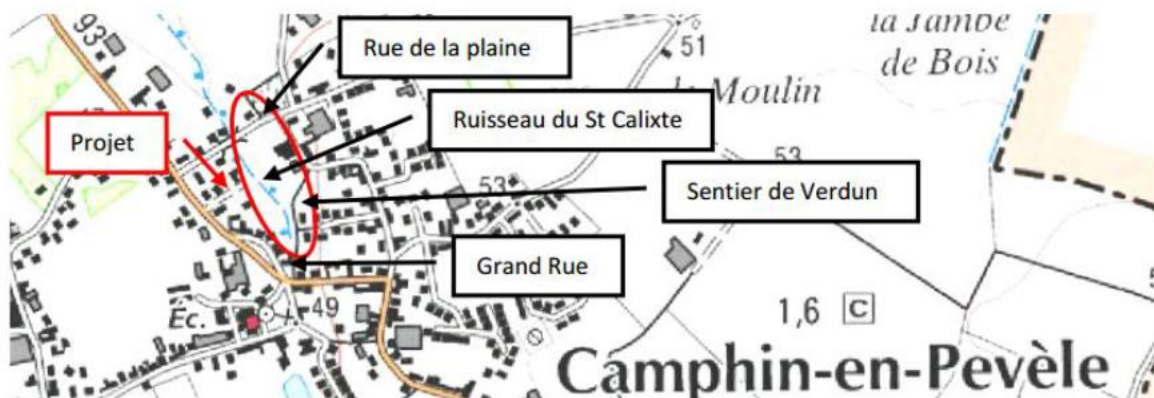 93
Rue de la plaine
51
la Jambe
de Bois
Moulin
Projet
Ruisseau du St Calixte
53
53
Sentier de Verdun
Grand Rue
49
Éc.
1,6 C
Camphin-en-Pevèle